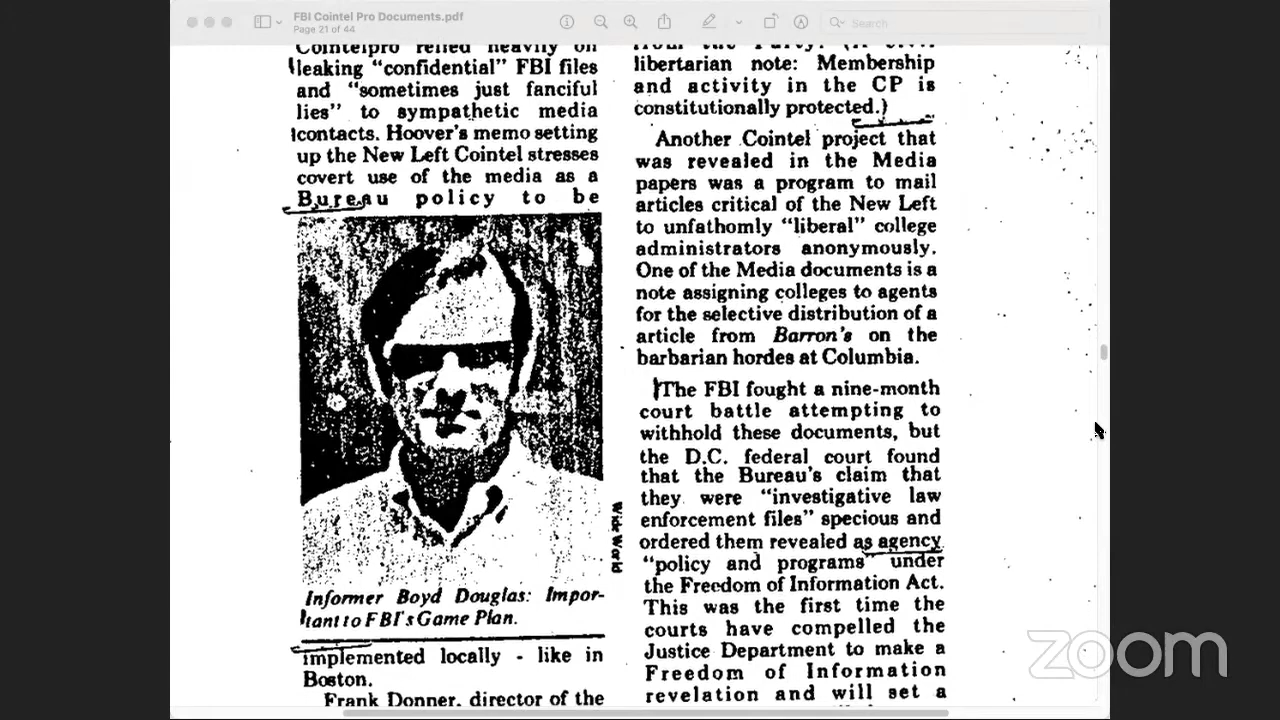 FBI Cointel Pro Documents.pdf
Page 21 of 44
Search
Cointelpro relied heavily on
leaking "confidential" FBI files
and "sometimes just fanciful
lies" to sympathetic media
contacts. Hoover's memo setting
up the New Left Cointel stresses
covert use of the media as a
Bureau policy to be
Wide World
Informer Boyd Douglas: Impor-
tant to FBI's Game Plan.
implemented locally - like in
Boston.
Frank Donner, director of the
from the Party. (A civil
libertarian note: Membership
and activity in the CP is
constitutionally protected.)
Another Cointel project that
was revealed in the Media
papers was a program to mail
articles critical of the New Left
to unfathomly "liberal" college
administrators anonymously.
One of the Media documents is a
note assigning colleges to agents
for the selective distribution of a
article from Barron's on the
barbarian hordes at Columbia.
The FBI fought a nine-month
court battle attempting to
withhold these documents, but
the D.C. federal court found
that the Bureau's claim that
they were "investigative law
enforcement files" specious and
ordered them revealed as agency
"policy and programs" under
the Freedom of Information Act.
This was the first time the
courts have compelled the
Justice Department to make a
Freedom of Information
revelation and will set a
zoom